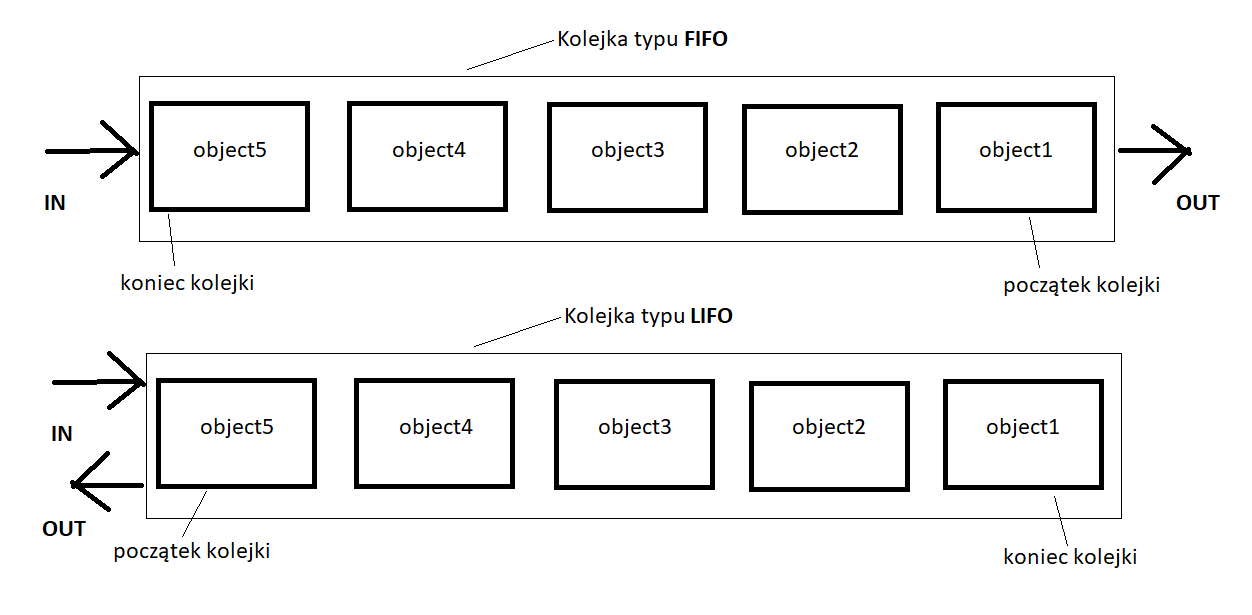 Kolejka typu FIFO
object5 object4 object3 object2 object1
IN
OUT
koniec kolejki
początek kolejki
Kolejka typu LIFO
object5 object4 object3 object2 object1
IN
OUT
początek kolejki
koniec kolejki